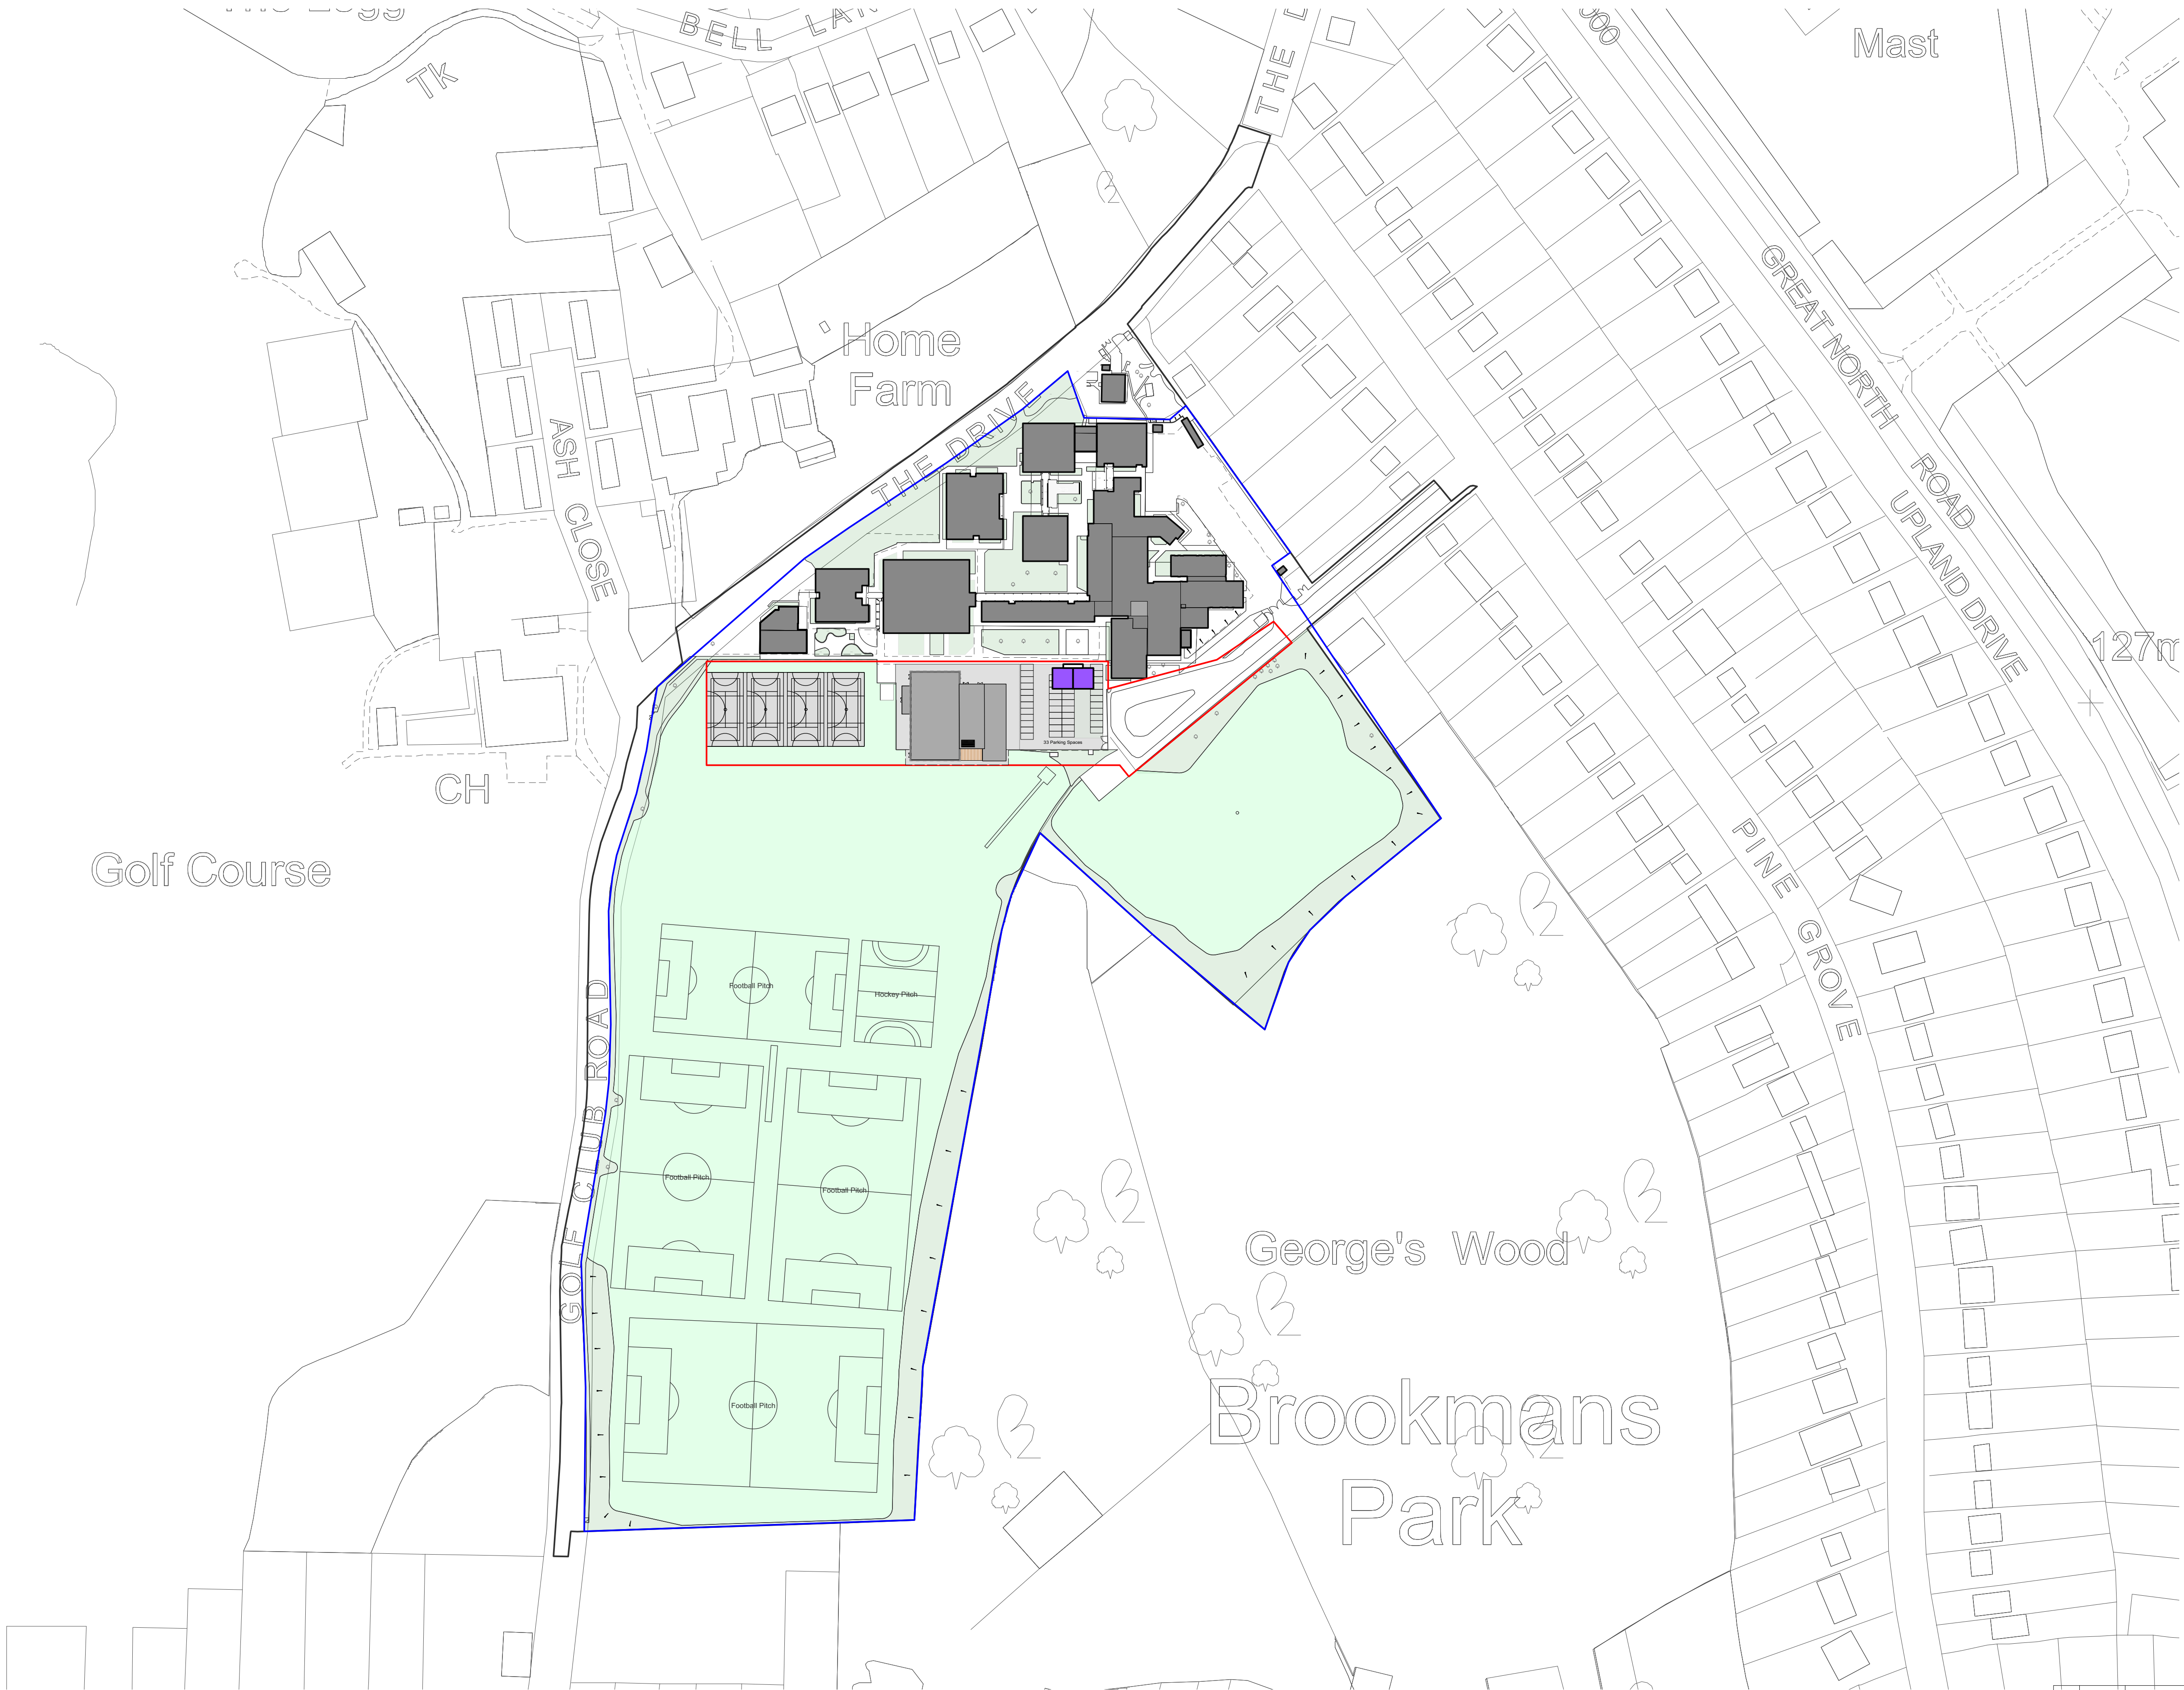 BELL LAN
THE D
Mast
Tk
GREAT NORTH ROAD
Home
Farm
THE DRIVE
ASH CLOSE
UPLAND DRIVE
127m
33 Parking Spaces
CH
Golf Course
PINE GROVE
Football Pitch
Hockey Pitch
GOLF CLUB ROAD
Football Pitch
Football Pitch
George's Wood
Football Pitch
Brookmans
Park